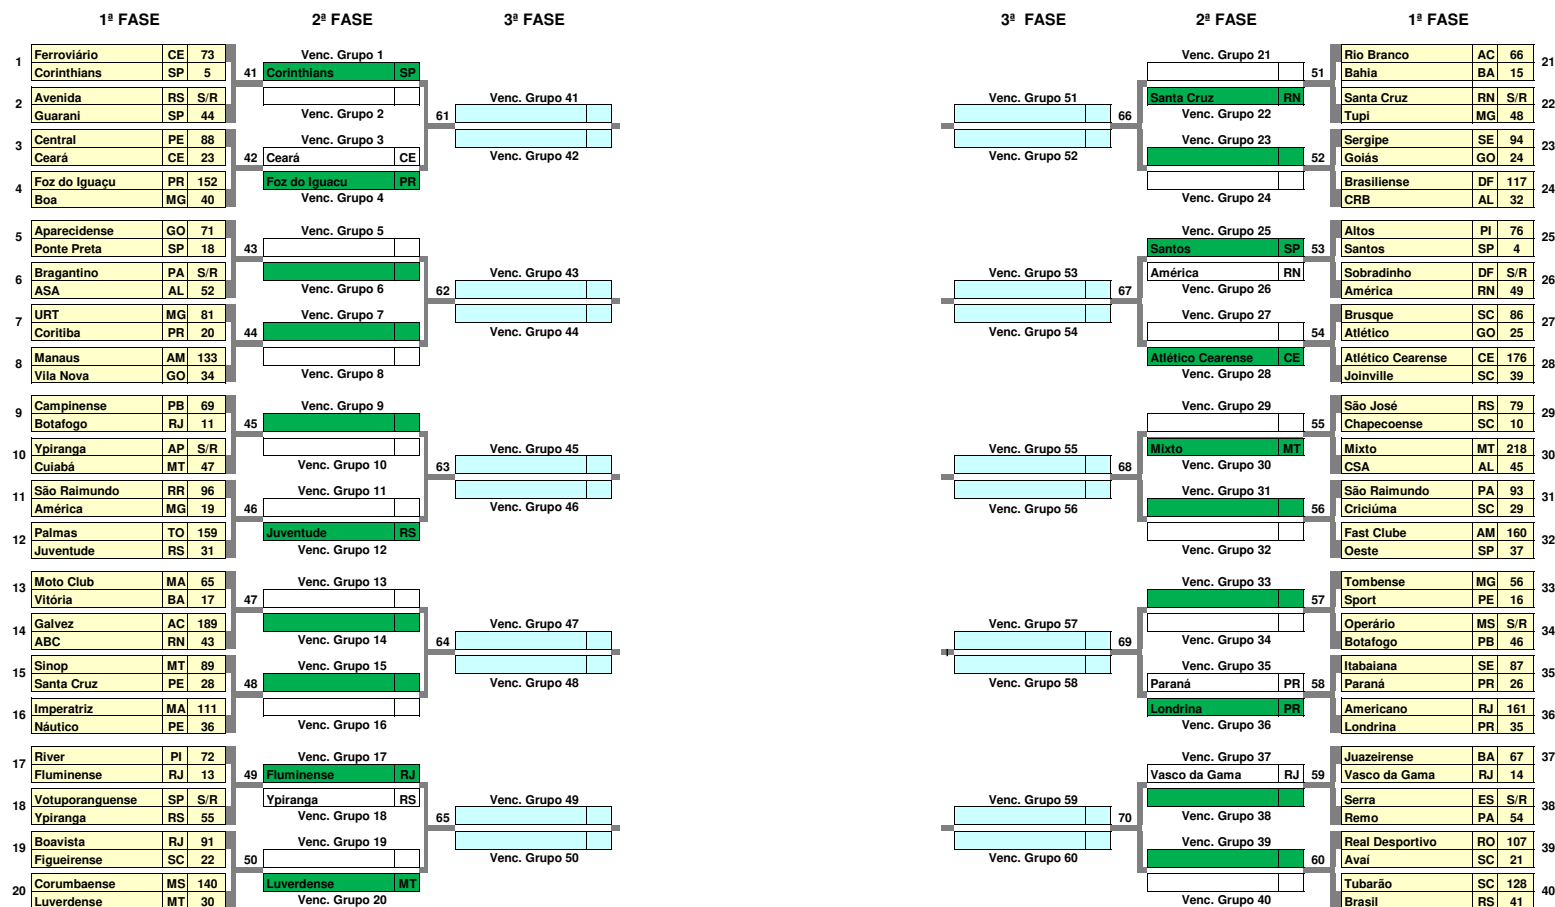 1ª FASE 2ª FASE 3ª FASE 3ª FASE 2ª FASE 1ª FASE
Venc. Grupo 1 Venc. Grupo 21
1 Ferroviário CE 73 Rio Branco AC 66 21
Corinthians SP 5 41 Corinthians SP 51 Bahia BA 15
2 Avenida RS S/R Venc. Grupo 41 Venc. Grupo 51 Santa Cruz RN Santa Cruz RN S/R 22
Guarani SP 44 Venc. Grupo 2 61 66 Venc. Grupo 22 Tupi MG 48
3 Central PE 88 Venc. Grupo 3 Venc. Grupo 23 Sergipe SE 94 23
Ceará CE 23 42 Ceará CE Venc. Grupo 42 Venc. Grupo 52 52 Goiás GO 24
4 Foz do Iguaçu PR 152 Foz do Iguacu PR Brasiliense DF 117 24
Boa MG 40 Venc. Grupo 4 Venc. Grupo 24 CRB AL 32
5 Aparecidense GO 71 Venc. Grupo 5 Venc. Grupo 25 Altos PI 76 25
Ponte Preta SP 18 43 Santos SP 53 Santos SP 4
6 Bragantino PA S/R Venc. Grupo 43 Venc. Grupo 53 América RN Sobradinho DF S/R 26
ASA AL 52 Venc. Grupo 6 62 67 Venc. Grupo 26 América RN 49
7 URT MG 81 Venc. Grupo 7 Venc. Grupo 27 Brusque SC 86 27
Coritiba PR 20 44 Venc. Grupo 44 Venc. Grupo 54 54 Atlético GO 25
8 Manaus AM 133 Atlético Cearense CE Atlético Cearense CE 176 28
Vila Nova GO 34 Venc. Grupo 8 Venc. Grupo 28 Joinville SC 39
9 Campinense PB 69 Venc. Grupo 9 Venc. Grupo 29 São José RS 79 29
Botafogo RJ 11 45 55 Chapecoense SC 10
10 Ypiranga AP S/R Venc. Grupo 45 Venc. Grupo 55 Mixto MT Mixto MT 218 30
Cuiabá MT 47 Venc. Grupo 10 63 68 Venc. Grupo 30 CSA AL 45
11 São Raimundo RR 96 Venc. Grupo 11 Venc. Grupo 31 São Raimundo PA 93 31
América MG 19 46 Venc. Grupo 46 Venc. Grupo 56 56 Criciúma SC 29
12 Palmas TO 159 Juventude RS Fast Clube AM 160 32
Juventude RS 31 Venc. Grupo 12 Venc. Grupo 32 Oeste SP 37
13 Moto Club MA 65 Venc. Grupo 13 Venc. Grupo 33 Tombense MG 56 33
Vitória BA 17 47 57 Sport PE 16
14 Galvez AC 189 Venc. Grupo 47 Venc. Grupo 57 Operário MS S/R 34
ABC RN 43 Venc. Grupo 14 64 69 Venc. Grupo 34 Botafogo PB 46
15 Sinop MT 89 Venc. Grupo 15 Venc. Grupo 35 Itabaiana SE 87 35
Santa Cruz PE 28 48 Venc. Grupo 48 Venc. Grupo 58 Paraná PR 58 Paraná PR 26
16 Imperatriz MA 111 Londrina PR Americano RJ 161 36
Náutico PE 36 Venc. Grupo 16 Venc. Grupo 36 Londrina PR 35
17 River PI 72 Venc. Grupo 17 Venc. Grupo 37 Juazeirense BA 67 37
Fluminense RJ 13 49 Fluminense RJ Vasco da Gama RJ 59 Vasco da Gama RJ 14
18 Votuporanguense SP S/R Ypiranga RS Venc. Grupo 49 Venc. Grupo 59 Serra ES S/R 38
Ypiranga RS 55 Venc. Grupo 18 65 70 Venc. Grupo 38 Remo PA 54
19 Boavista RJ 91 Venc. Grupo 19 Venc. Grupo 39 Real Desportivo RO 107 39
Figueirense SC 22 50 Venc. Grupo 50 Venc. Grupo 60 60 Avaí SC 21
20 Corumbaense MS 140 Luverdense MT Tubarão SC 128 40
Luverdense MT 30 Venc. Grupo 20 Venc. Grupo 40 Brasil RS 41